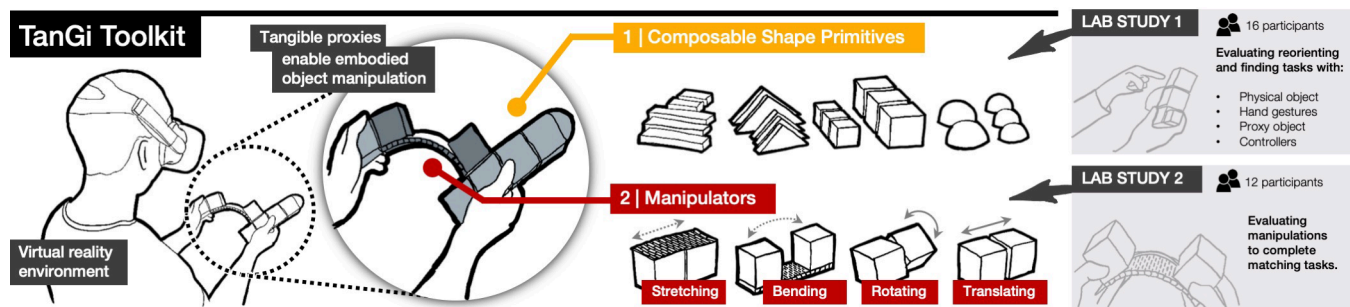 TanGi Toolkit
Tangible proxies
enable embodied
object manipulation
Virtual reality
environment
1 | Composable Shape Primitives
2 | Manipulators
Stretching
Bending
Rotating
Translating
LAB STUDY 1
16 participants
Evaluating reorienting
and finding tasks with:
• Physical object
• Hand gestures
• Proxy object
• Controllers
LAB STUDY 2
12 participants
Evaluating
manipulations
to complete
matching tasks.